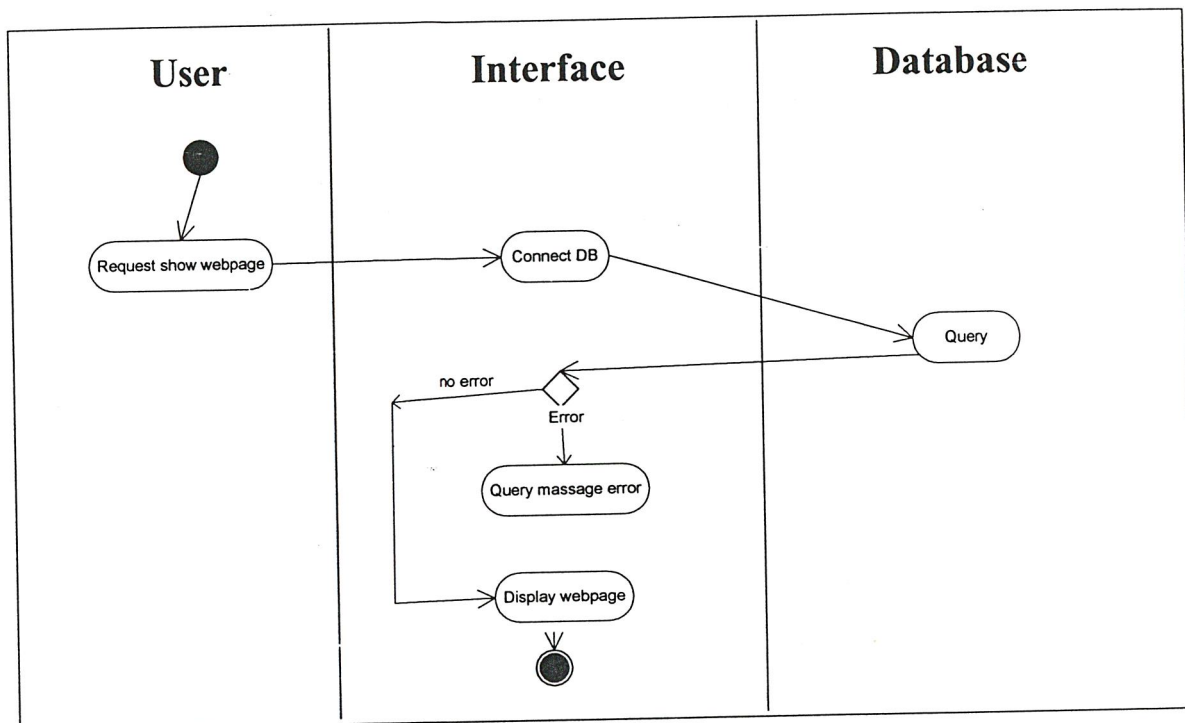 User
Interface
Database
Request show webpage
Connect DB
Query
no error
Error
Query massage error
Display webpage